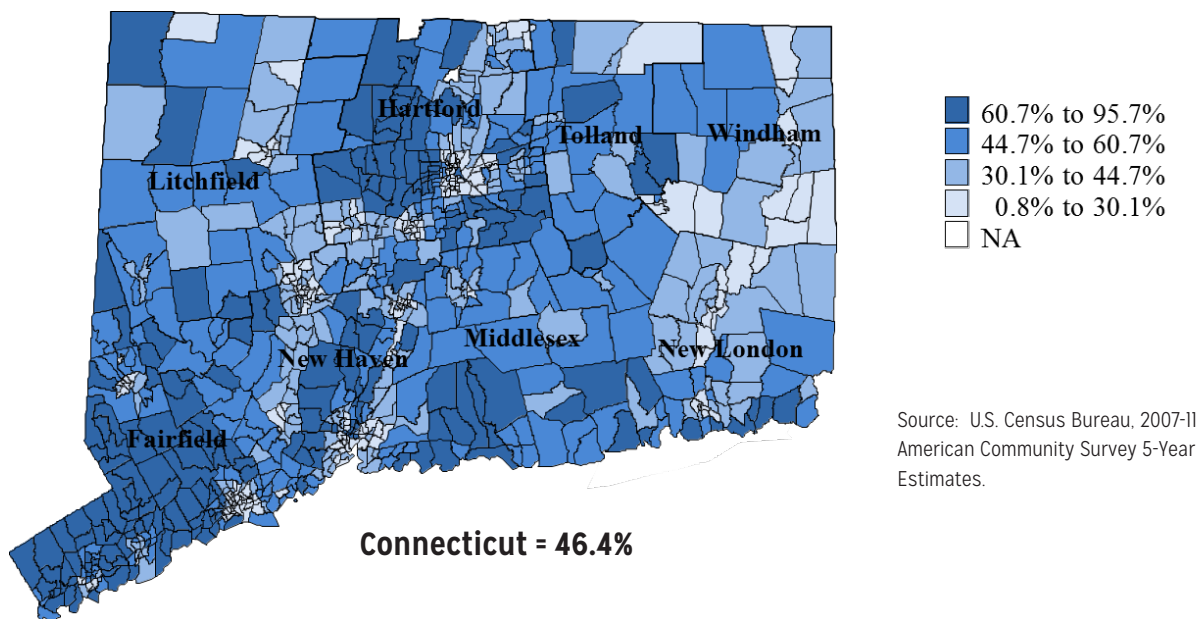 Hartford
Tolland
Windham
Litchfield
Middlesex
New London
New Haven
Fairfield
Connecticut = 46.4%
60.7% to 95.7%
44.7% to 60.7%
30.1% to 44.7%
0.8% to 30.1%
NA
Source: U.S. Census Bureau, 2007-11
American Community Survey 5-Year
Estimates.